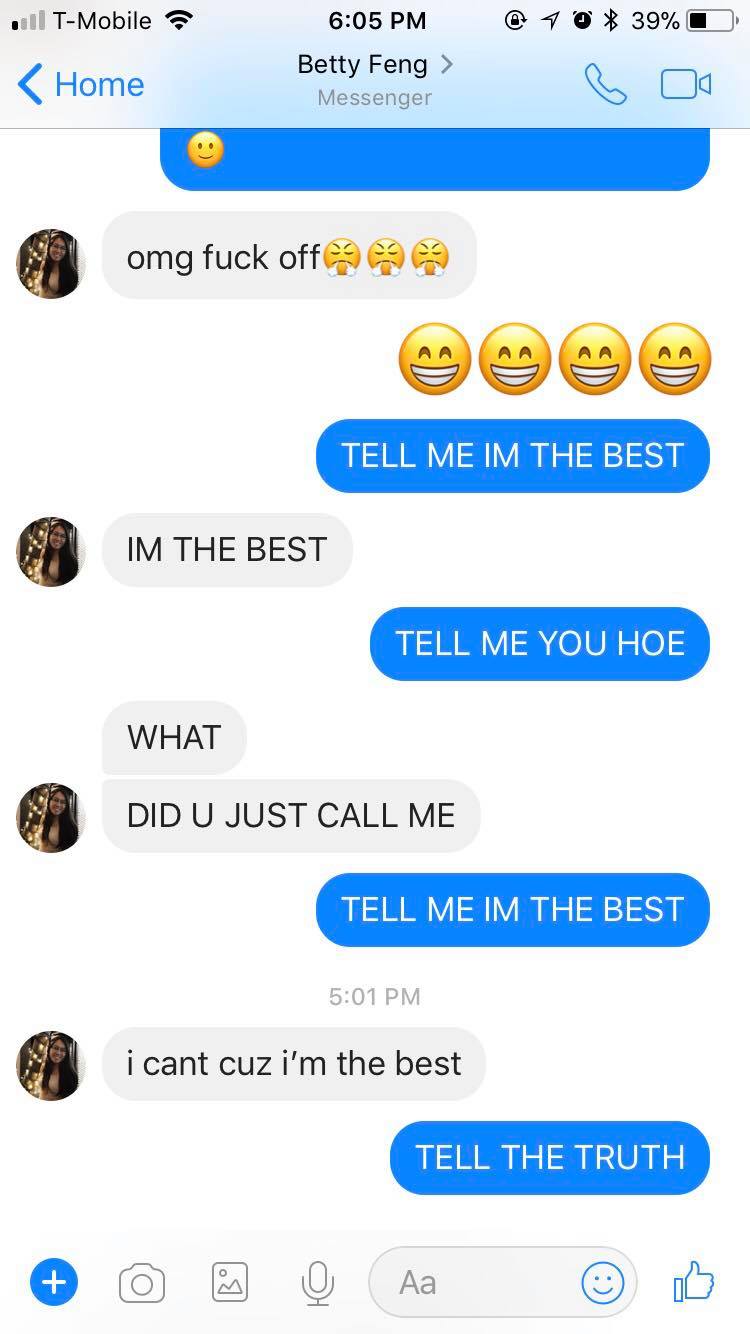 T-Mobile 6:05 PM 39%
Home Betty Feng
Messenger
🙂
omg fuck off😤😤😤
😁😁😁😁
TELL ME IM THE BEST
IM THE BEST
TELL ME YOU HOE
WHAT
DID U JUST CALL ME
TELL ME IM THE BEST
5:01 PM
i cant cuz i’m the best
TELL THE TRUTH
Aa